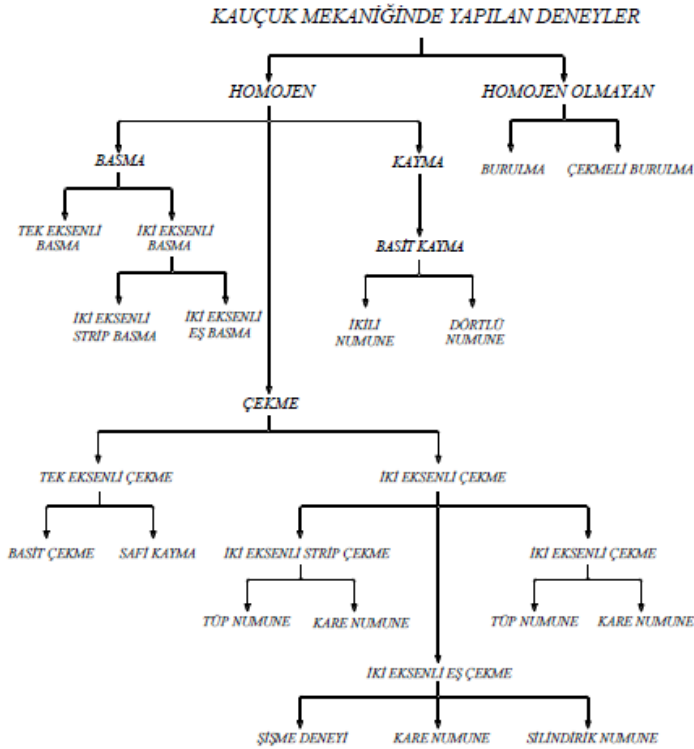 KAUÇUK MEKANİĞİNDE YAPILAN DENEYLER
HOMOJEN
HOMOJEN OLMAYAN
BASMA
KAYMA
BURULMA
ÇEKMELİ BURULMA
TEK EKSENLİ
BASMA
İKİ EKSENLİ
BASMA
BASİT KAYMA
İKİ EKSENLİ
STRİP BASMA
İKİ EKSENLİ
EŞ BASMA
İKİLİ
NUMUNE
DÖRTLÜ
NUMUNE
ÇEKME
TEK EKSENLİ ÇEKME
İKİ EKSENLİ ÇEKME
BASİT ÇEKME
SAFİ KAYMA
İKİ EKSENLİ STRİP ÇEKME
İKİ EKSENLİ ÇEKME
TÜP NUMUNE
KARE NUMUNE
TÜP NUMUNE
KARE NUMUNE
İKİ EKSENLİ EŞ ÇEKME
ŞİŞME DENEYİ
KARE NUMUNE
SİLİNDİRİK NUMUNE